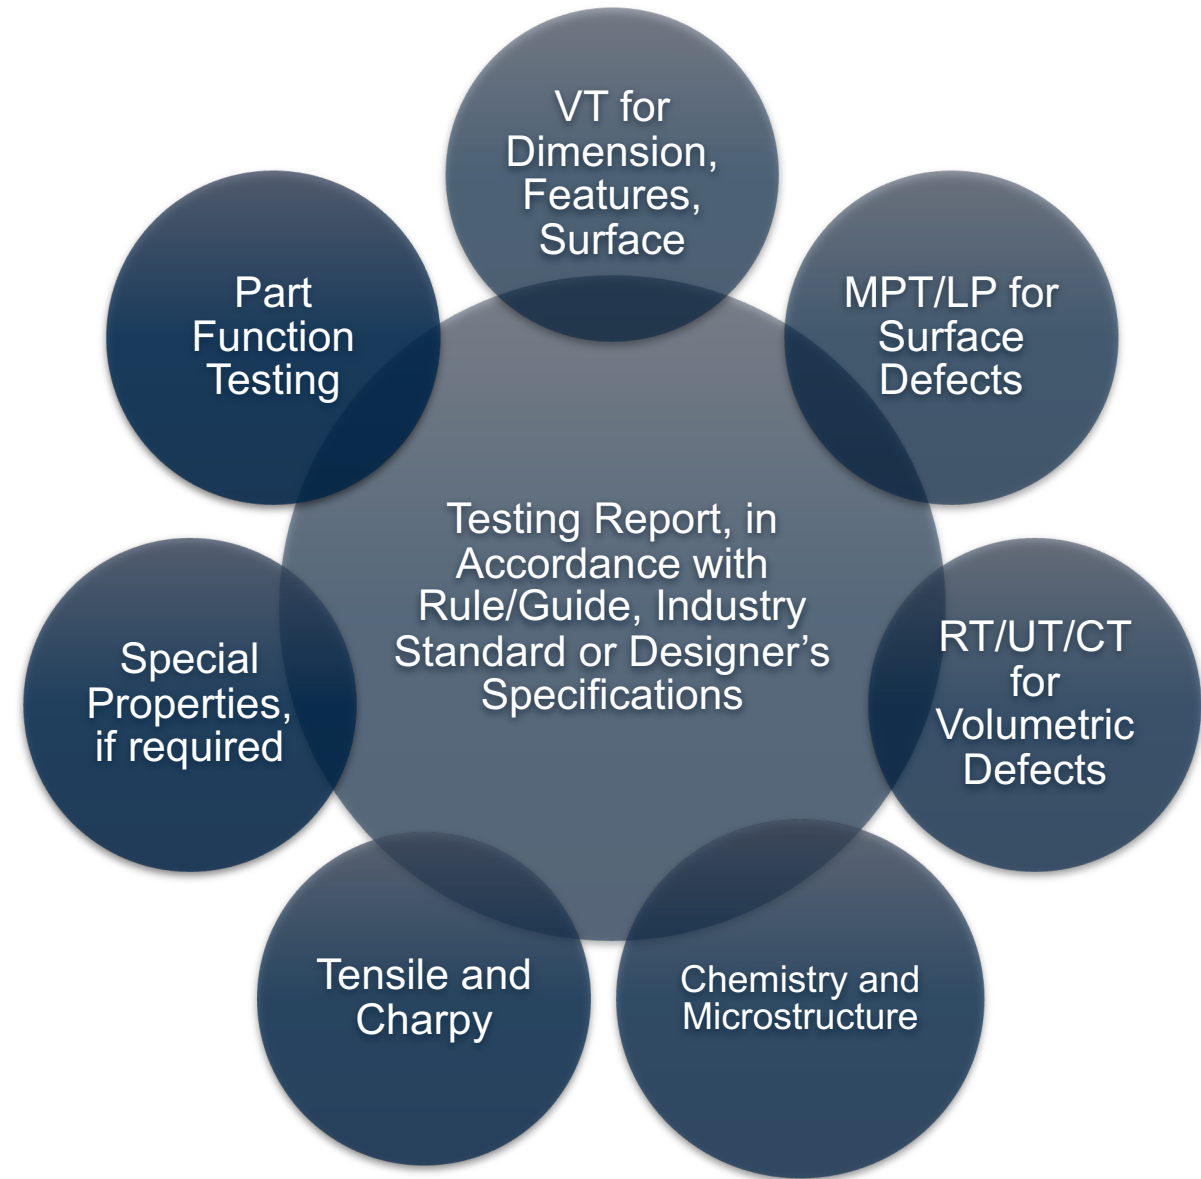 VT for
Dimension,
Features,
Surface
MPT/LP for
Surface
Defects
RT/UT/CT
for
Volumetric
Defects
Chemistry and
Microstructure
Tensile and
Charpy
Special
Properties,
if required
Part
Function
Testing
Testing Report, in
Accordance with
Rule/Guide, Industry
Standard or Designer’s
Specifications